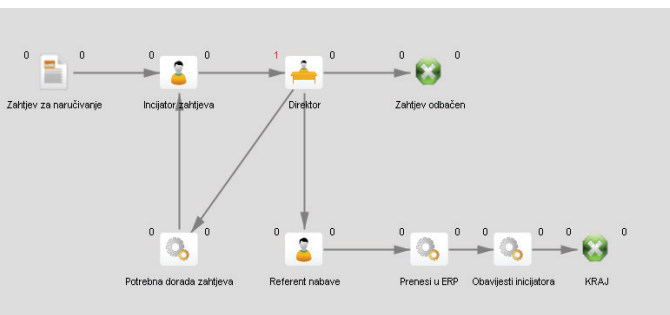 0 0 0 0 1 0 0 0
Zahtjev za naručivanje Incijator zahtjeva Direktor Zahtjev odbačen
0 0 0 0 0 0 0 0 0 0
Potrebna dorada zahtjeva Referent nabave Prenesi u ERP Obavijesti inicijatora KRAJ